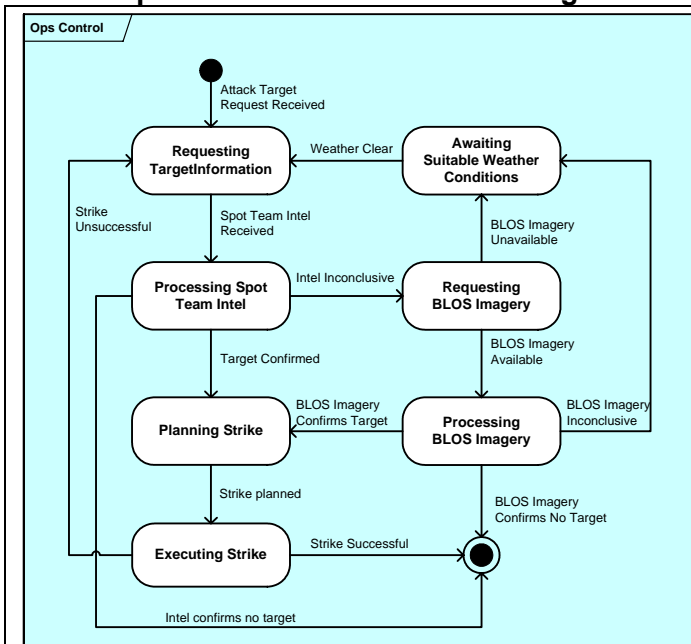 Ops Control
Attack Target
Request Received
Requesting
TargetInformation
Weather Clear
Awaiting
Suitable Weather
Conditions
Strike
Unsuccessful
Spot Team Intel
Received
BLOS Imagery
Unavailable
Processing Spot
Team Intel
Intel Inconclusive
Requesting
BLOS Imagery
Target Confirmed
BLOS Imagery
Available
Planning Strike
BLOS Imagery
Confirms Target
Processing
BLOS Imagery
BLOS Imagery
Inconclusive
Strike planned
BLOS Imagery
Confirms No Target
Executing Strike
Strike Successful
Intel confirms no target